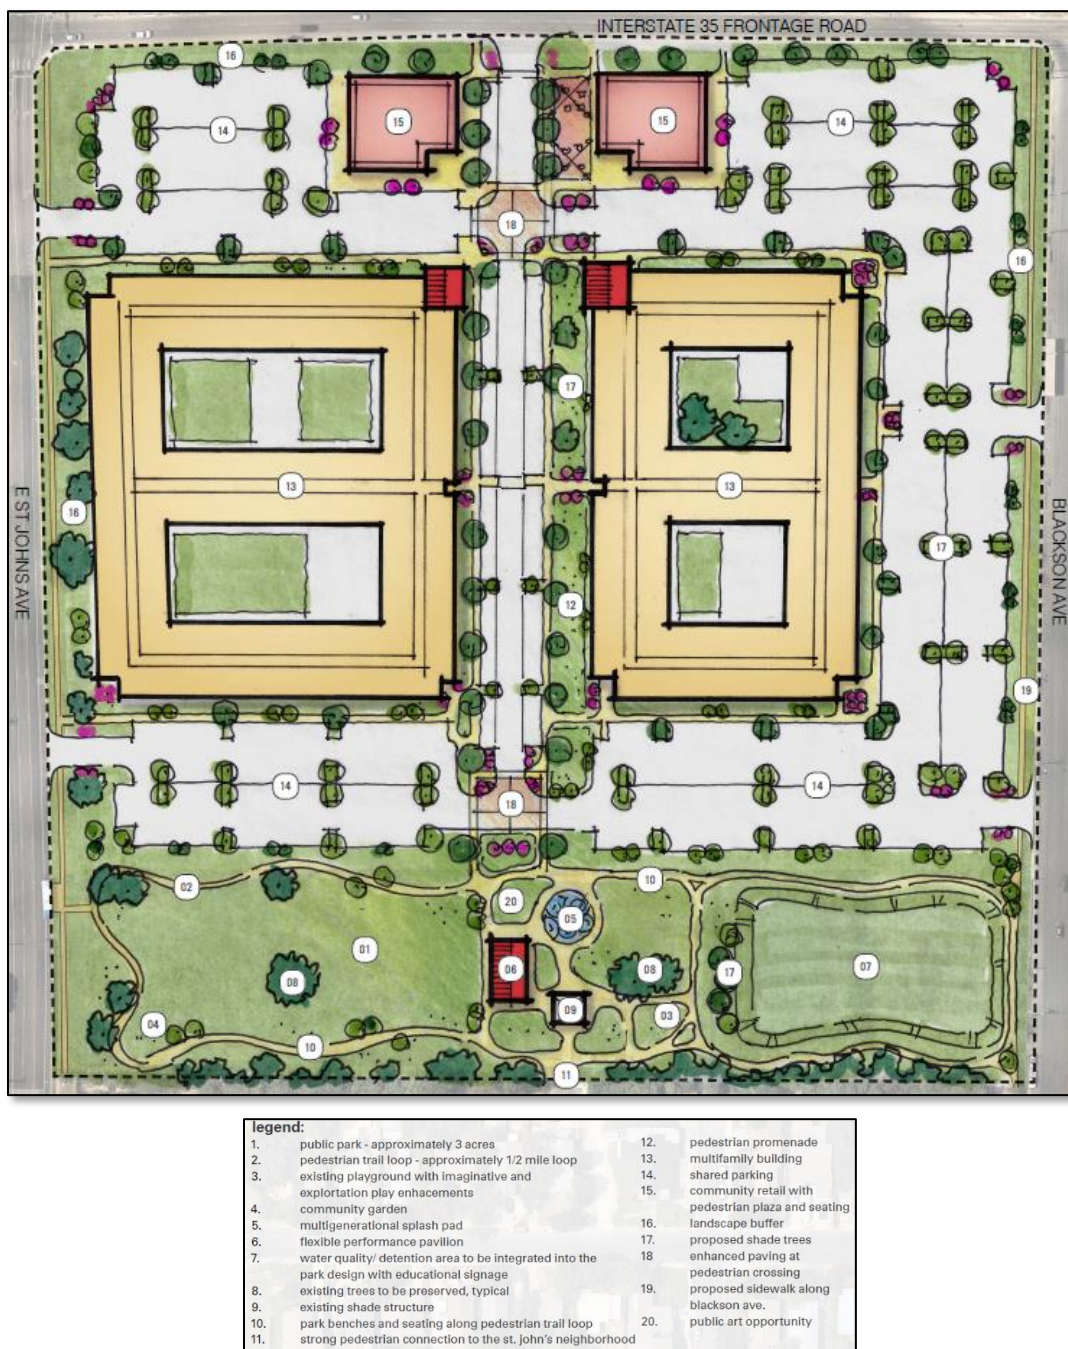 INTERSTATE 35 FRONTAGE ROAD
16
15
15
14
14
18
16
17
13
13
16
E ST JOHNS AVE
BLACKSON AVE
17
12
19
14
14
18
02
10
20
05
01
06
08
08
17
07
09
03
04
10
11
legend:
1. public park - approximately 3 acres
2. pedestrian trail loop - approximately 1/2 mile loop
3. existing playground with imaginative and
explortation play enhacements
4. community garden
5. multigenerational splash pad
6. flexible performance pavilion
7. water quality/ detention area to be integrated into the
park design with educational signage
8. existing trees to be preserved, typical
9. existing shade structure
10. park benches and seating along pedestrian trail loop
11. strong pedestrian connection to the st. john's neighborhood
12. pedestrian promenade
13. multifamily building
14. shared parking
15. community retail with
pedestrian plaza and seating
16. landscape buffer
17. proposed shade trees
18 enhanced paving at
pedestrian crossing
19. proposed sidewalk along
blackson ave.
20. public art opportunity